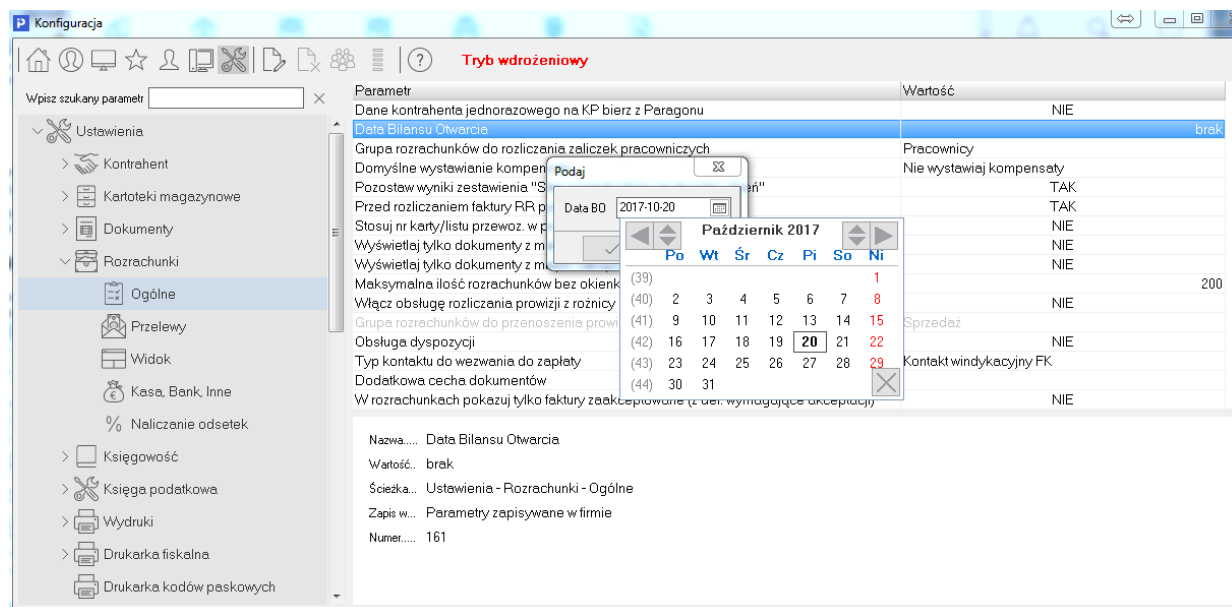 Konfiguracja
Tryb wdrożeniowy
Wpisz szukany parametr
Ustawienia
Kontrahent
Kartoteki magazynowe
Dokumenty
Rozrachunki
Ogólne
Przelewy
Widok
Kasa, Bank, Inne
Naliczanie odsetek
Księgowość
Księga podatkowa
Wydruki
Drukarka fiskalna
Drukarka kodów paskowych
Parametr Wartość
Dane kontrahenta jednorazowego na KP bierz z Paragonu NIE
Data Bilansu Otwarcia brak
Grupa rozrachunków do rozliczania zaliczek pracowniczych Pracownicy
Domyślne wystawianie kompen Nie wystawiaj kompensaty
Pozostaw wyniki zestawienia "S eń" TAK
Przed rozliczaniem faktury RR p TAK
Stosuj nr karty/listu przewoz. w p NIE
Wyświetlaj tylko dokumenty z m NIE
Wyświetlaj tylko dokumenty z mi NIE
Maksymalna ilość rozrachunków bez okienk 200
Włącz obsługę rozliczania prowizji z różnicy NIE
Grupa rozrachunków do przenoszenia prowi Sprzedaż
Obsługa dyspozycji NIE
Typ kontaktu do wezwania do zapłaty Kontakt windykacyjny FK
Dodatkowa cecha dokumentów
W rozrachunkach pokazuj tylko faktury zaakceptowane (z def. wymagające akceptacji) NIE
Podaj
Data BO 2017-10-20
Październik 2017
Po Wt Śr Cz Pi So Ni
(39) 1
(40) 2 3 4 5 6 7 8
(41) 9 10 11 12 13 14 15
(42) 16 17 18 19 20 21 22
(43) 23 24 25 26 27 28 29
(44) 30 31
Nazwa..... Data Bilansu Otwarcia
Wartość.. brak
Ścieżka... Ustawienia - Rozrachunki - Ogólne
Zapis w... Parametry zapisywane w firmie
Numer..... 161